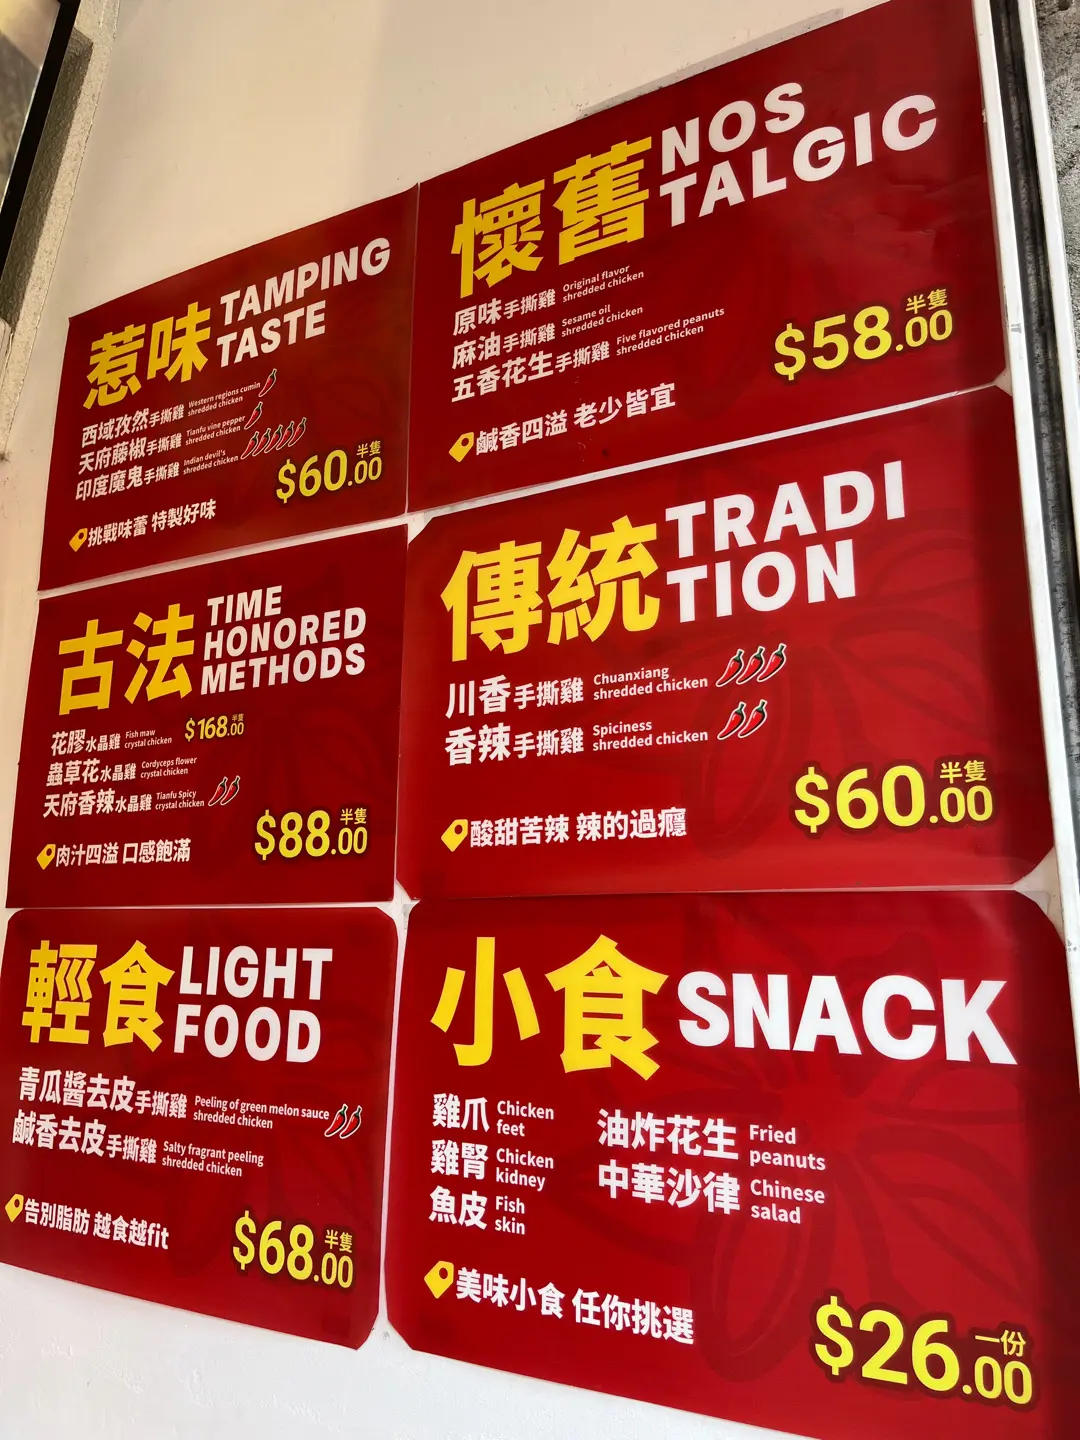 惹味
TAMPING
TASTE
西域孜然手撕雞 Western regions cumin
shredded chicken
天府藤椒手撕雞 Tianfu vine pepper
shredded chicken
印度魔鬼手撕雞 Indian devil's
shredded chicken
$60.00 半隻
挑戰味蕾 特製好味
懷舊
NOS
TALGIC
原味手撕雞 Original flavor
shredded chicken
麻油手撕雞 Sesame oil
shredded chicken
五香花生手撕雞 Five flavored peanuts
shredded chicken
$58.00 半隻
鹹香四溢 老少皆宜
古法
TIME
HONORED
METHODS
花膠水晶雞 Fish maw
crystal chicken
$168.00 半隻
蟲草花水晶雞 Cordyceps flower
crystal chicken
天府香辣水晶雞 Tianfu Spicy
crystal chicken
$88.00 半隻
肉汁四溢 口感飽滿
傳統
TRADI
TION
川香手撕雞 Chuanxiang
shredded chicken
香辣手撕雞 Spiciness
shredded chicken
$60.00 半隻
酸甜苦辣 辣的過癮
輕食
LIGHT
FOOD
青瓜醬去皮手撕雞 Peeling of green melon sauce
shredded chicken
鹹香去皮手撕雞 Salty fragrant peeling
shredded chicken
告別脂肪 越食越fit
$68.00 半隻
小食 SNACK
雞爪 Chicken
feet
雞腎 Chicken
kidney
魚皮 Fish
skin
油炸花生 Fried
peanuts
中華沙律 Chinese
salad
美味小食 任你挑選
$26.00 一份